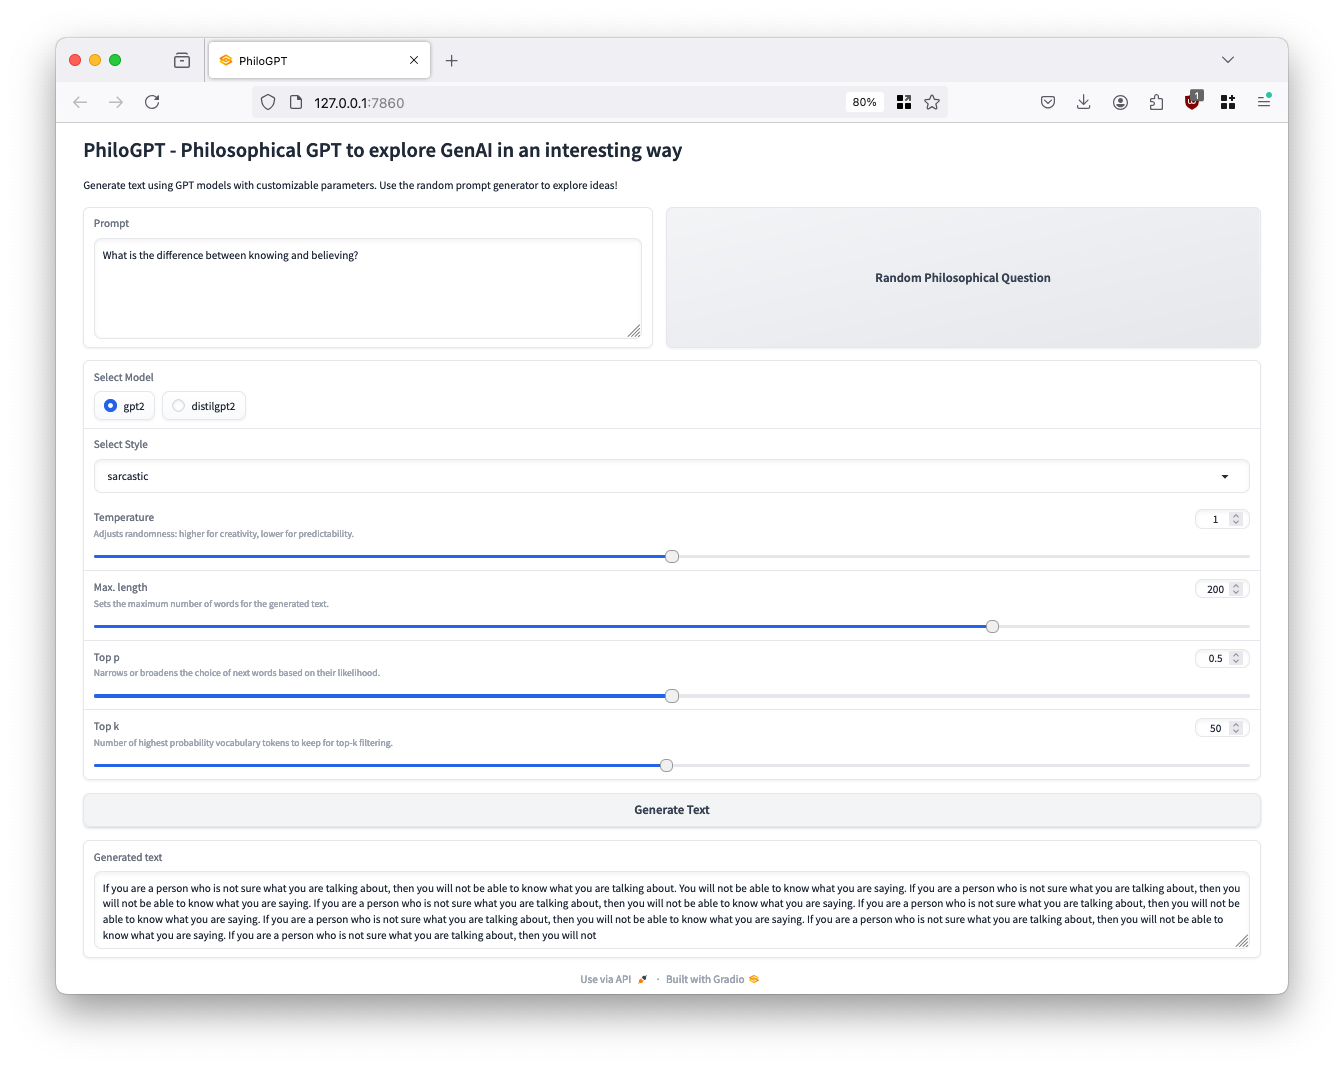 PhiloGPT
127.0.0.1:7860
80%
1
PhiloGPT - Philosophical GPT to explore GenAI in an interesting way
Generate text using GPT models with customizable parameters. Use the random prompt generator to explore ideas!
Prompt
What is the difference between knowing and believing?
Random Philosophical Question
Select Model
gpt2
distilgpt2
Select Style
sarcastic
Temperature
1
Adjusts randomness: higher for creativity, lower for predictability.
Max. length
200
Sets the maximum number of words for the generated text.
Top p
0.5
Narrows or broadens the choice of next words based on their likelihood.
Top k
50
Number of highest probability vocabulary tokens to keep for top-k filtering.
Generate Text
Generated text
If you are a person who is not sure what you are talking about, then you will not be able to know what you are talking about. You will not be able to know what you are saying. If you are a person who is not sure what you are talking about, then you
will not be able to know what you are saying. If you are a person who is not sure what you are talking about, then you will not be able to know what you are saying. If you are a person who is not sure what you are talking about, then you will not be
able to know what you are saying. If you are a person who is not sure what you are talking about, then you will not be able to know what you are saying. If you are a person who is not sure what you are talking about, then you will not be able to
know what you are saying. If you are a person who is not sure what you are talking about, then you will not
Use via API · Built with Gradio